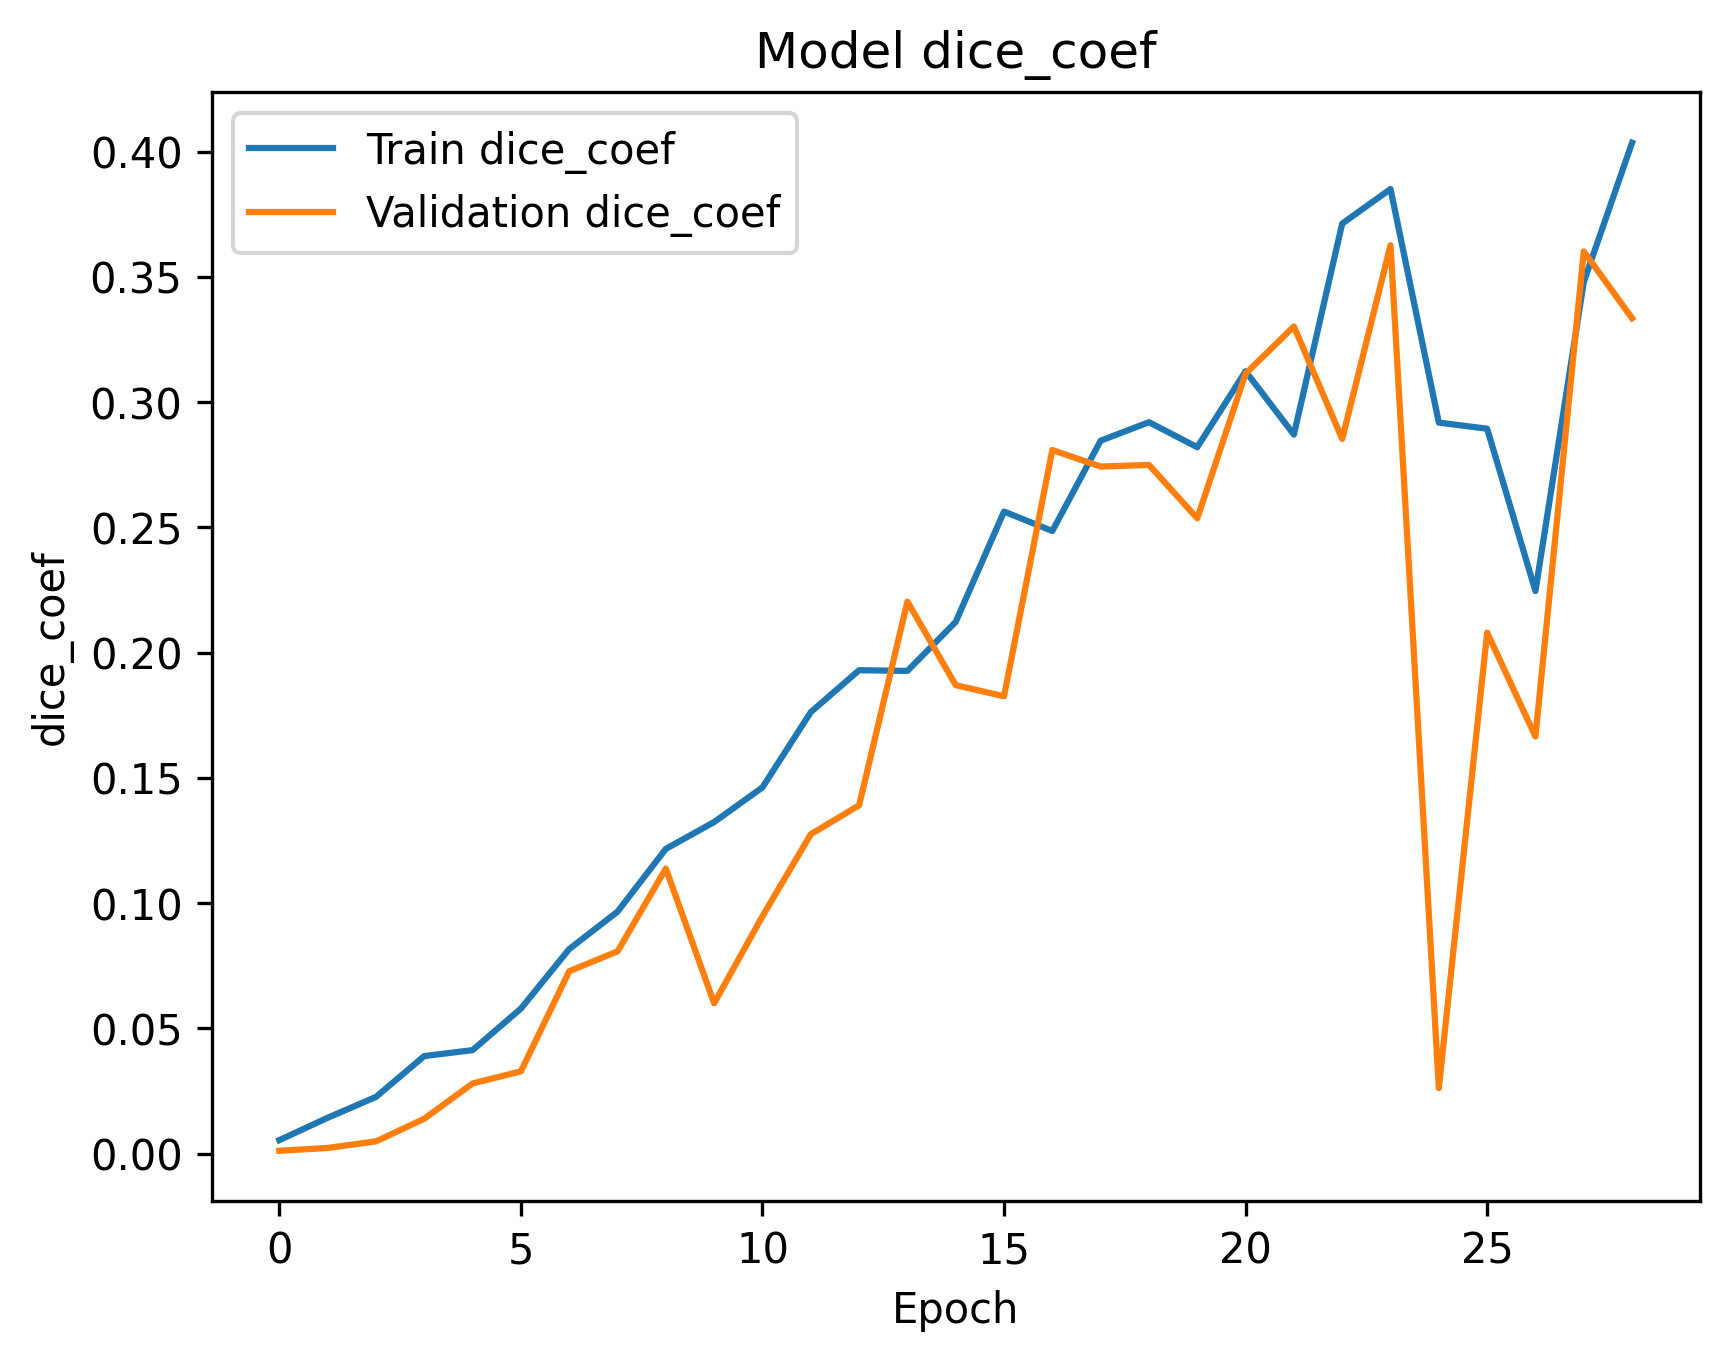 Model dice_coef
Train dice_coef
Validation dice_coef
dice_coef
0.40
0.35
0.30
0.25
0.20
0.15
0.10
0.05
0.00
0 5 10 15 20 25
Epoch